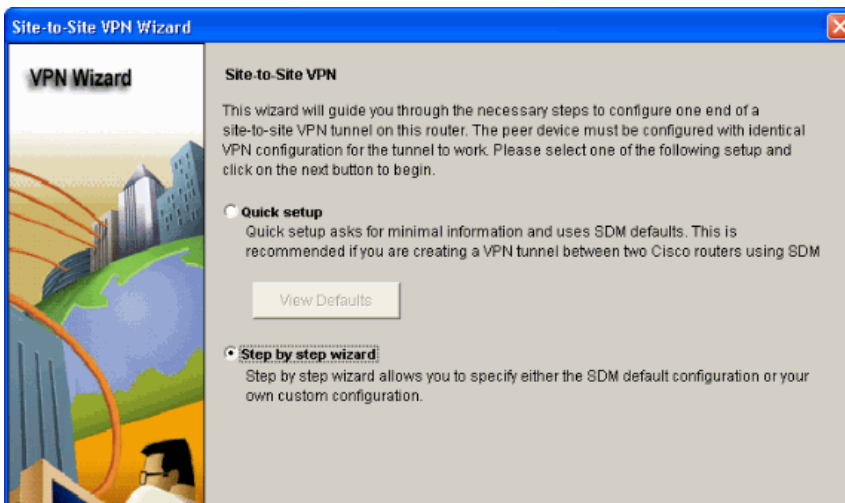 Site-to-Site VPN Wizard
VPN Wizard
Site-to-Site VPN
This wizard will guide you through the necessary steps to configure one end of a
site-to-site VPN tunnel on this router. The peer device must be configured with identical
VPN configuration for the tunnel to work. Please select one of the following setup and
click on the next button to begin.
Quick setup
Quick setup asks for minimal information and uses SDM defaults. This is
recommended if you are creating a VPN tunnel between two Cisco routers using SDM
View Defaults
Step by step wizard
Step by step wizard allows you to specify either the SDM default configuration or your
own custom configuration.